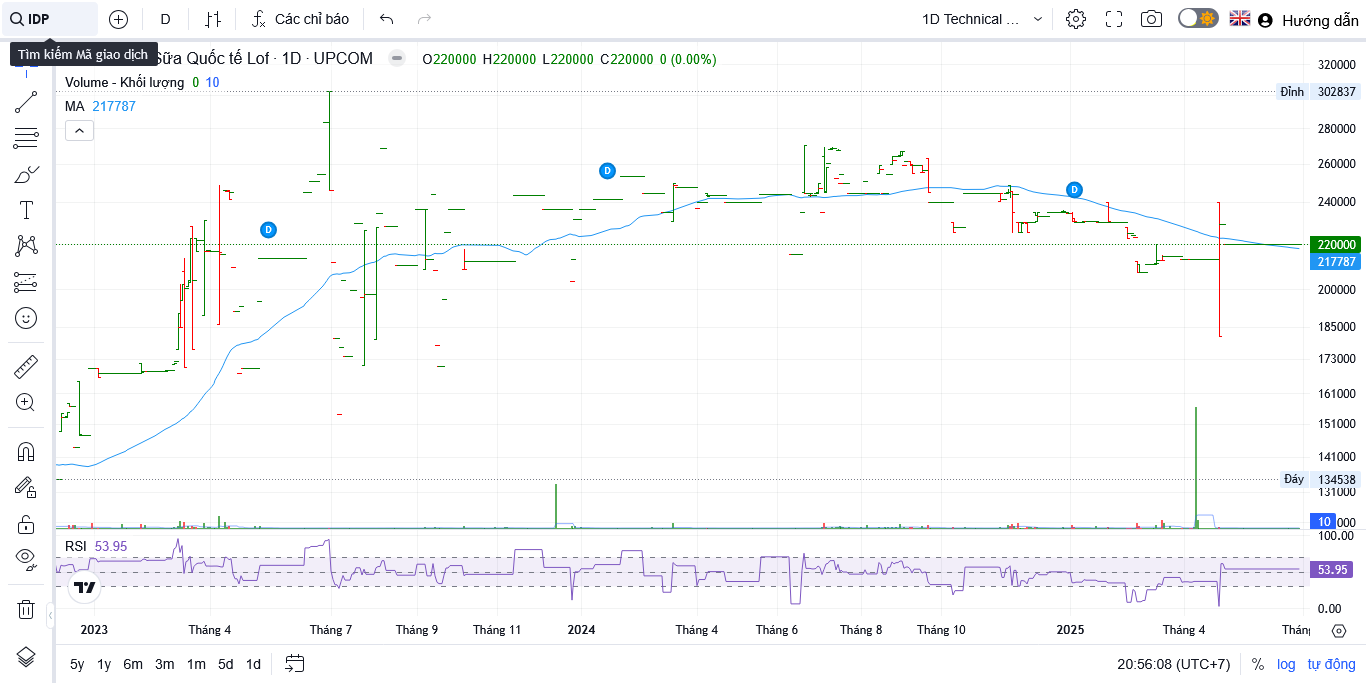 IDP
D
Các chỉ báo
1D Technical ...
Hướng dẫn
Tìm kiếm Mã giao dịch
Sữa Quốc tế Lof · 1D · UPCOM
O220000 H220000 L220000 C220000 0 (0.00%)
Volume - Khối lượng 0 10
MA 217787
320000
Đỉnh 302837
280000
260000
240000
220000
217787
200000
185000
173000
161000
151000
141000
Đáy 134538
131000
10
000
D
D
D
RSI 53.95
100.00
53.95
0.00
2023
Tháng 4
Tháng 7
Tháng 9
Tháng 11
2024
Tháng 4
Tháng 6
Tháng 8
Tháng 10
2025
Tháng 4
Thán
5y 1y 6m 3m 1m 5d 1d
20:56:08 (UTC+7)
% log tự động